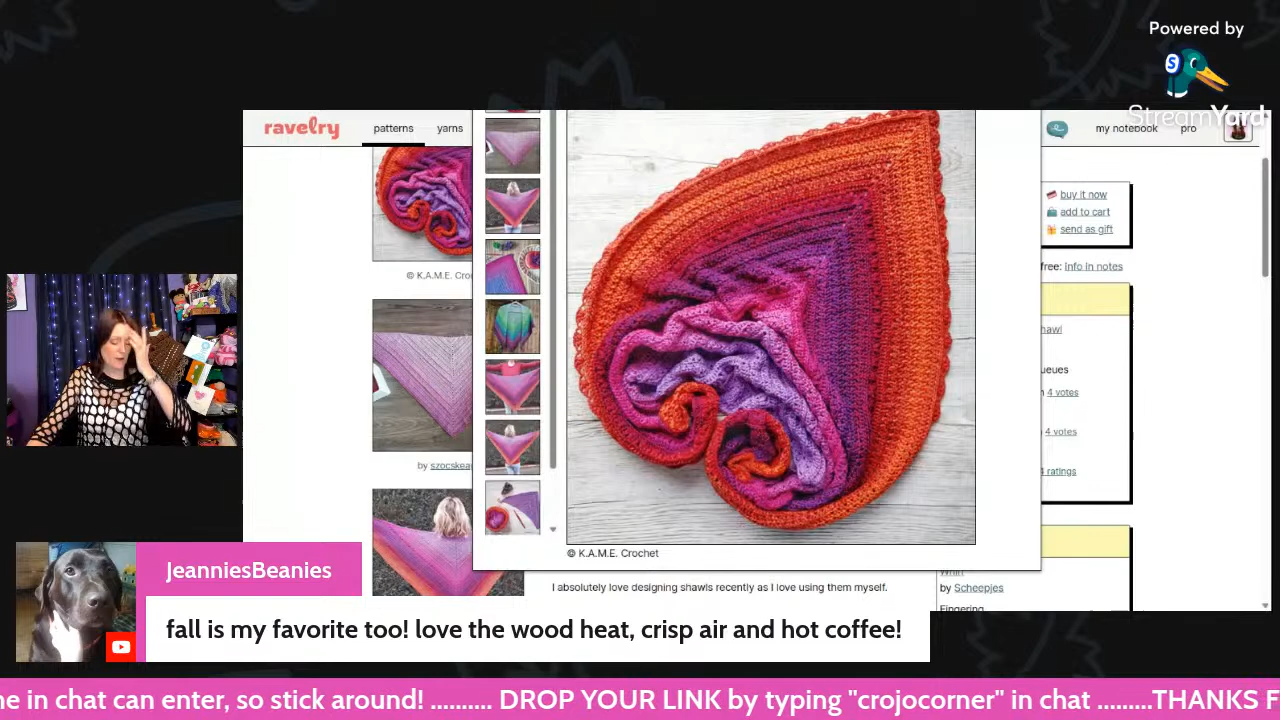 Powered by
StreamYard
ravelry
patterns
yarns
my notebook
pro
buy it now
add to cart
send as gift
free: info in notes
© K.A.M.E. Cro
4 votes
4 votes
ratings
by szocskea
© K.A.M.E. Crochet
I absolutely love designing shawls recently as I love using them myself.
by Scheepjes
Fingering
JeanniesBeanies
fall is my favorite too! love the wood heat, crisp air and hot coffee!
ne in chat can enter, so stick around! .......... DROP YOUR LINK by typing "crojocorner" in chat .........THANKS F